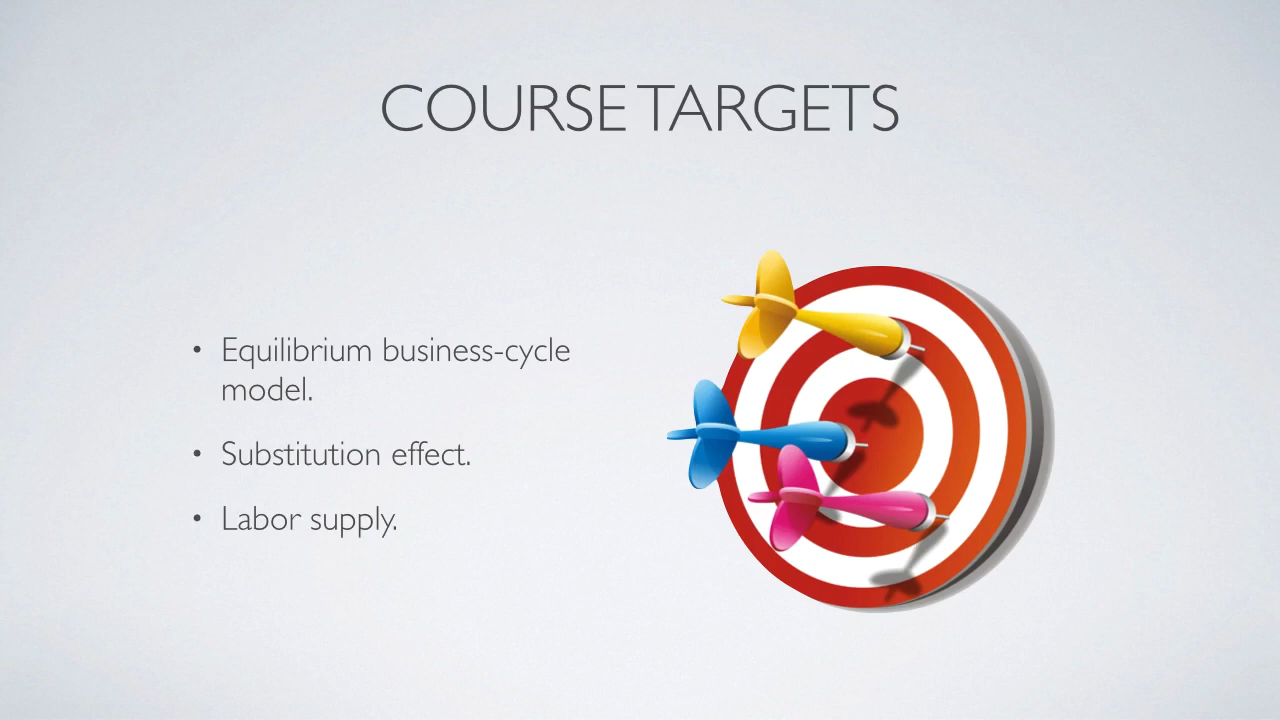 COURSE TARGETS
• Equilibrium business-cycle
model.
• Substitution effect.
• Labor supply.